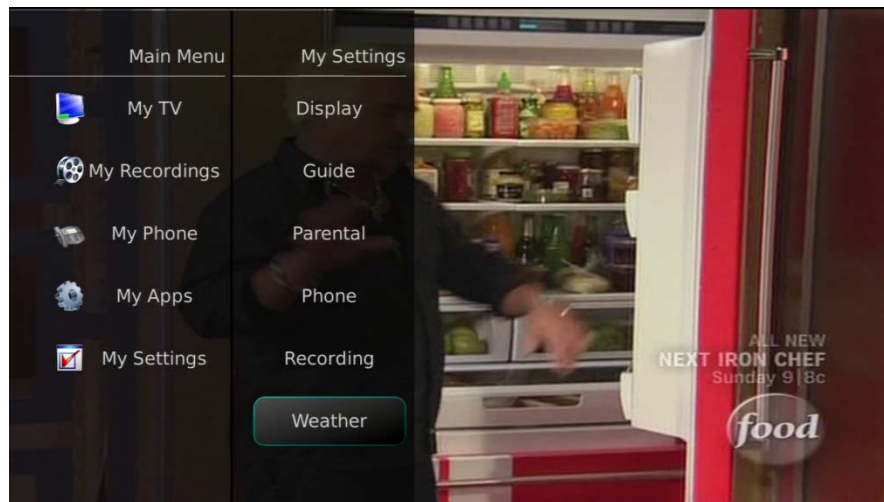 Main Menu
My TV
My Recordings
My Phone
My Apps
My Settings
My Settings
Display
Guide
Parental
Phone
Recording
Weather
ALL NEW
NEXT IRON CHEF
Sunday 9|8c
food